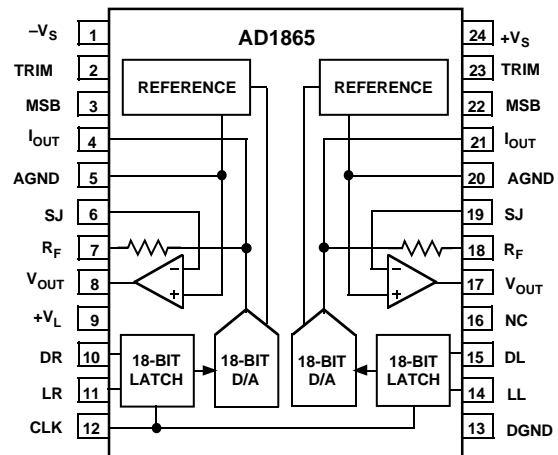 AD1865
–VS 1
TRIM 2
MSB 3
IOUT 4
AGND 5
SJ 6
RF 7
VOUT 8
+VL 9
DR 10
LR 11
CLK 12
24 +VS
23 TRIM
22 MSB
21 IOUT
20 AGND
19 SJ
18 RF
17 VOUT
16 NC
15 DL
14 LL
13 DGND
REFERENCE
REFERENCE
–
+
–
+
18-BIT
LATCH
18-BIT
D/A
18-BIT
D/A
18-BIT
LATCH